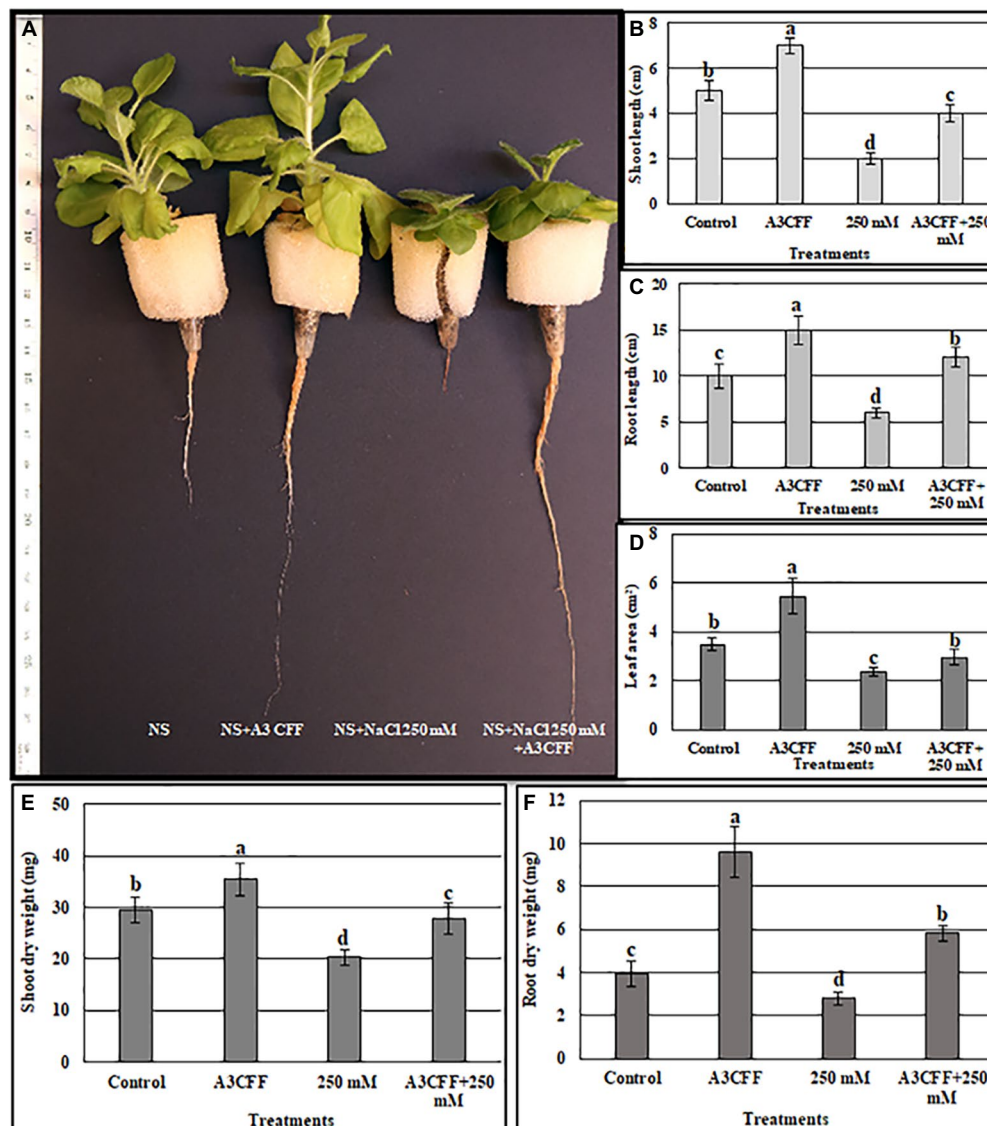 A
NS
NS+A3 CFF
NS+NaCl250 mM
NS+NaCl250 mM
+A3CFF
B
Shoot length (cm)
8
6
4
2
0
b
a
d
c
Control
A3CFF
250 mM
A3CFF+250
mM
Treatments
C
Root length (cm)
20
15
10
5
0
c
a
d
b
Control
A3CFF
250 mM
A3CFF+
250 mM
Treatments
D
Leaf area (cm²)
8
6
4
2
0
b
a
c
b
Control
A3CFF
250 mM
A3CFF+
250 mM
Treatments
E
Shoot dry weight (mg)
50
40
30
20
10
0
b
a
d
c
Control
A3CFF
250 mM
A3CFF+250
mM
Treatments
F
Root dry weight (mg)
12
10
8
6
4
2
0
c
a
d
b
Control
A3CFF
250 mM
A3CFF+250
mM
Treatments